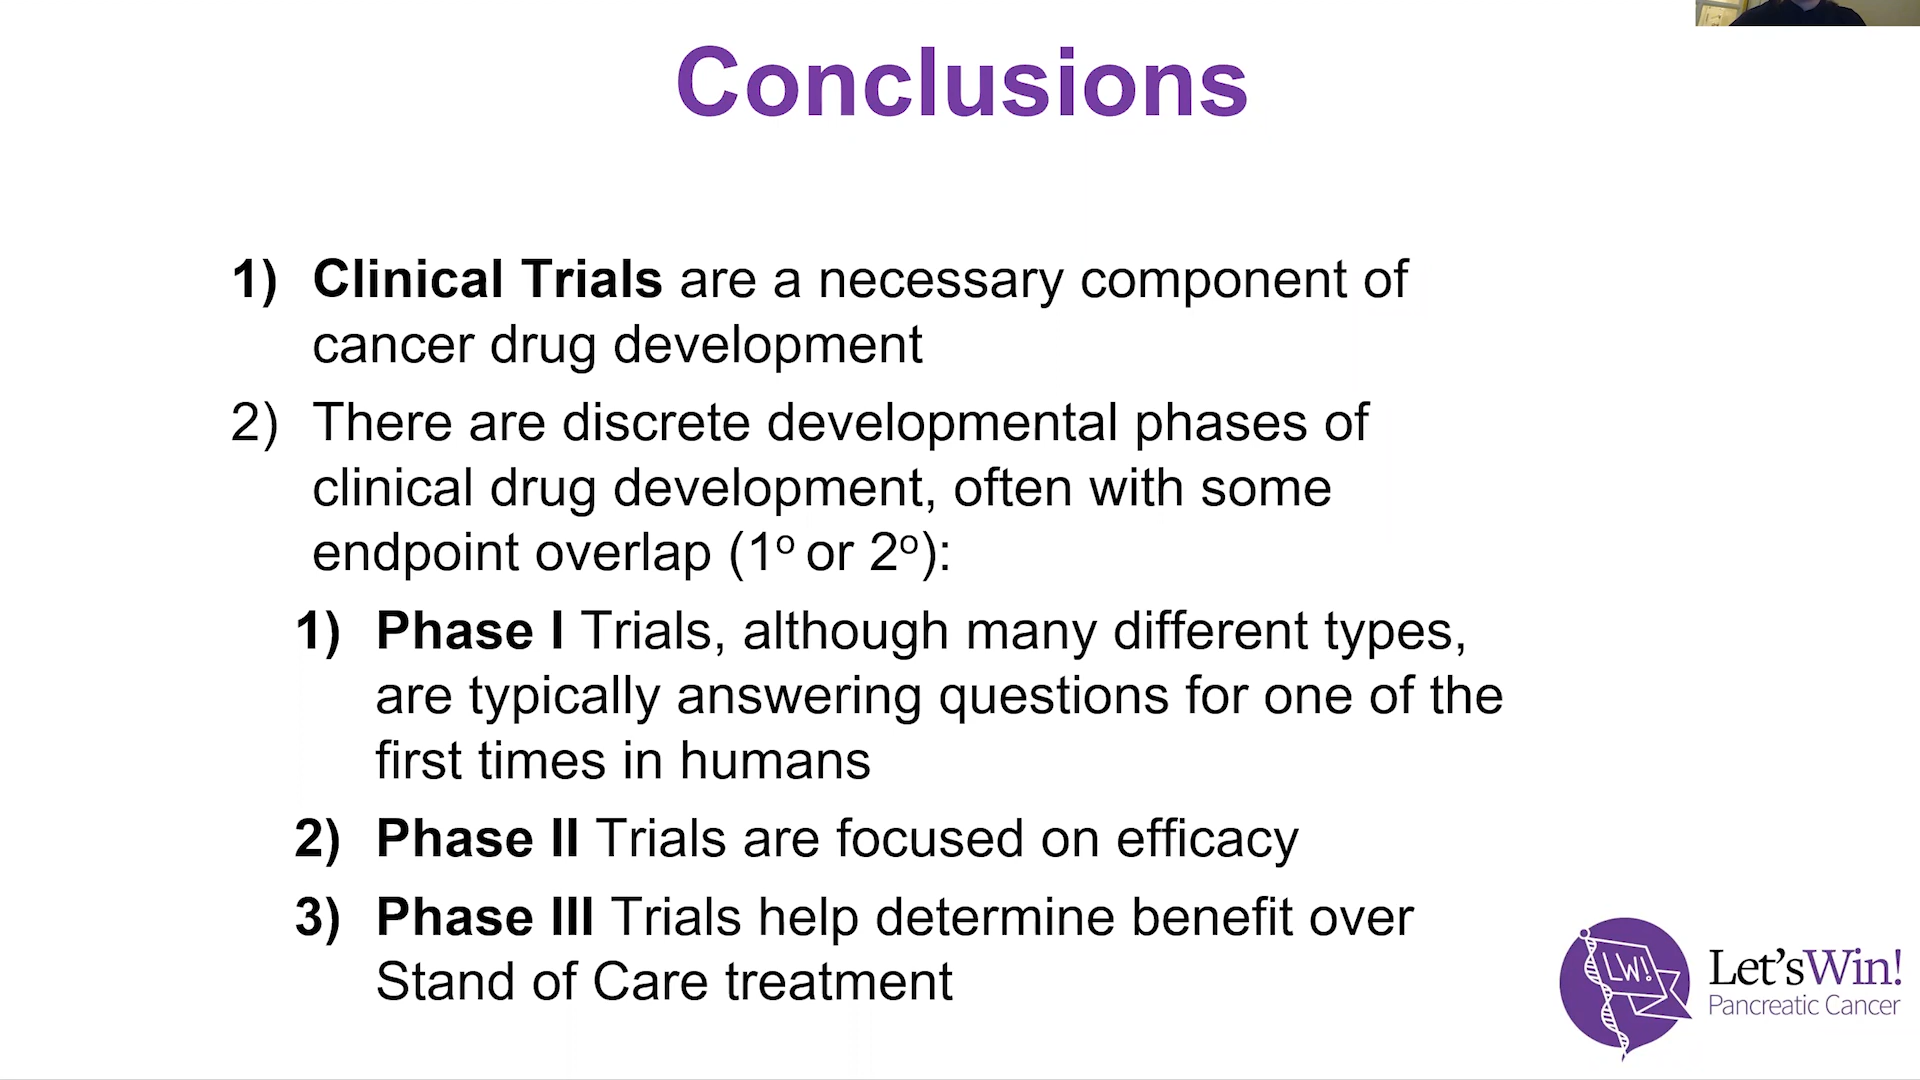 Conclusions
1) Clinical Trials are a necessary component of
cancer drug development
2) There are discrete developmental phases of
clinical drug development, often with some
endpoint overlap (1º or 2º):
1) Phase I Trials, although many different types,
are typically answering questions for one of the
first times in humans
2) Phase II Trials are focused on efficacy
3) Phase III Trials help determine benefit over
Stand of Care treatment
LW!
Let'sWin!
Pancreatic Cancer